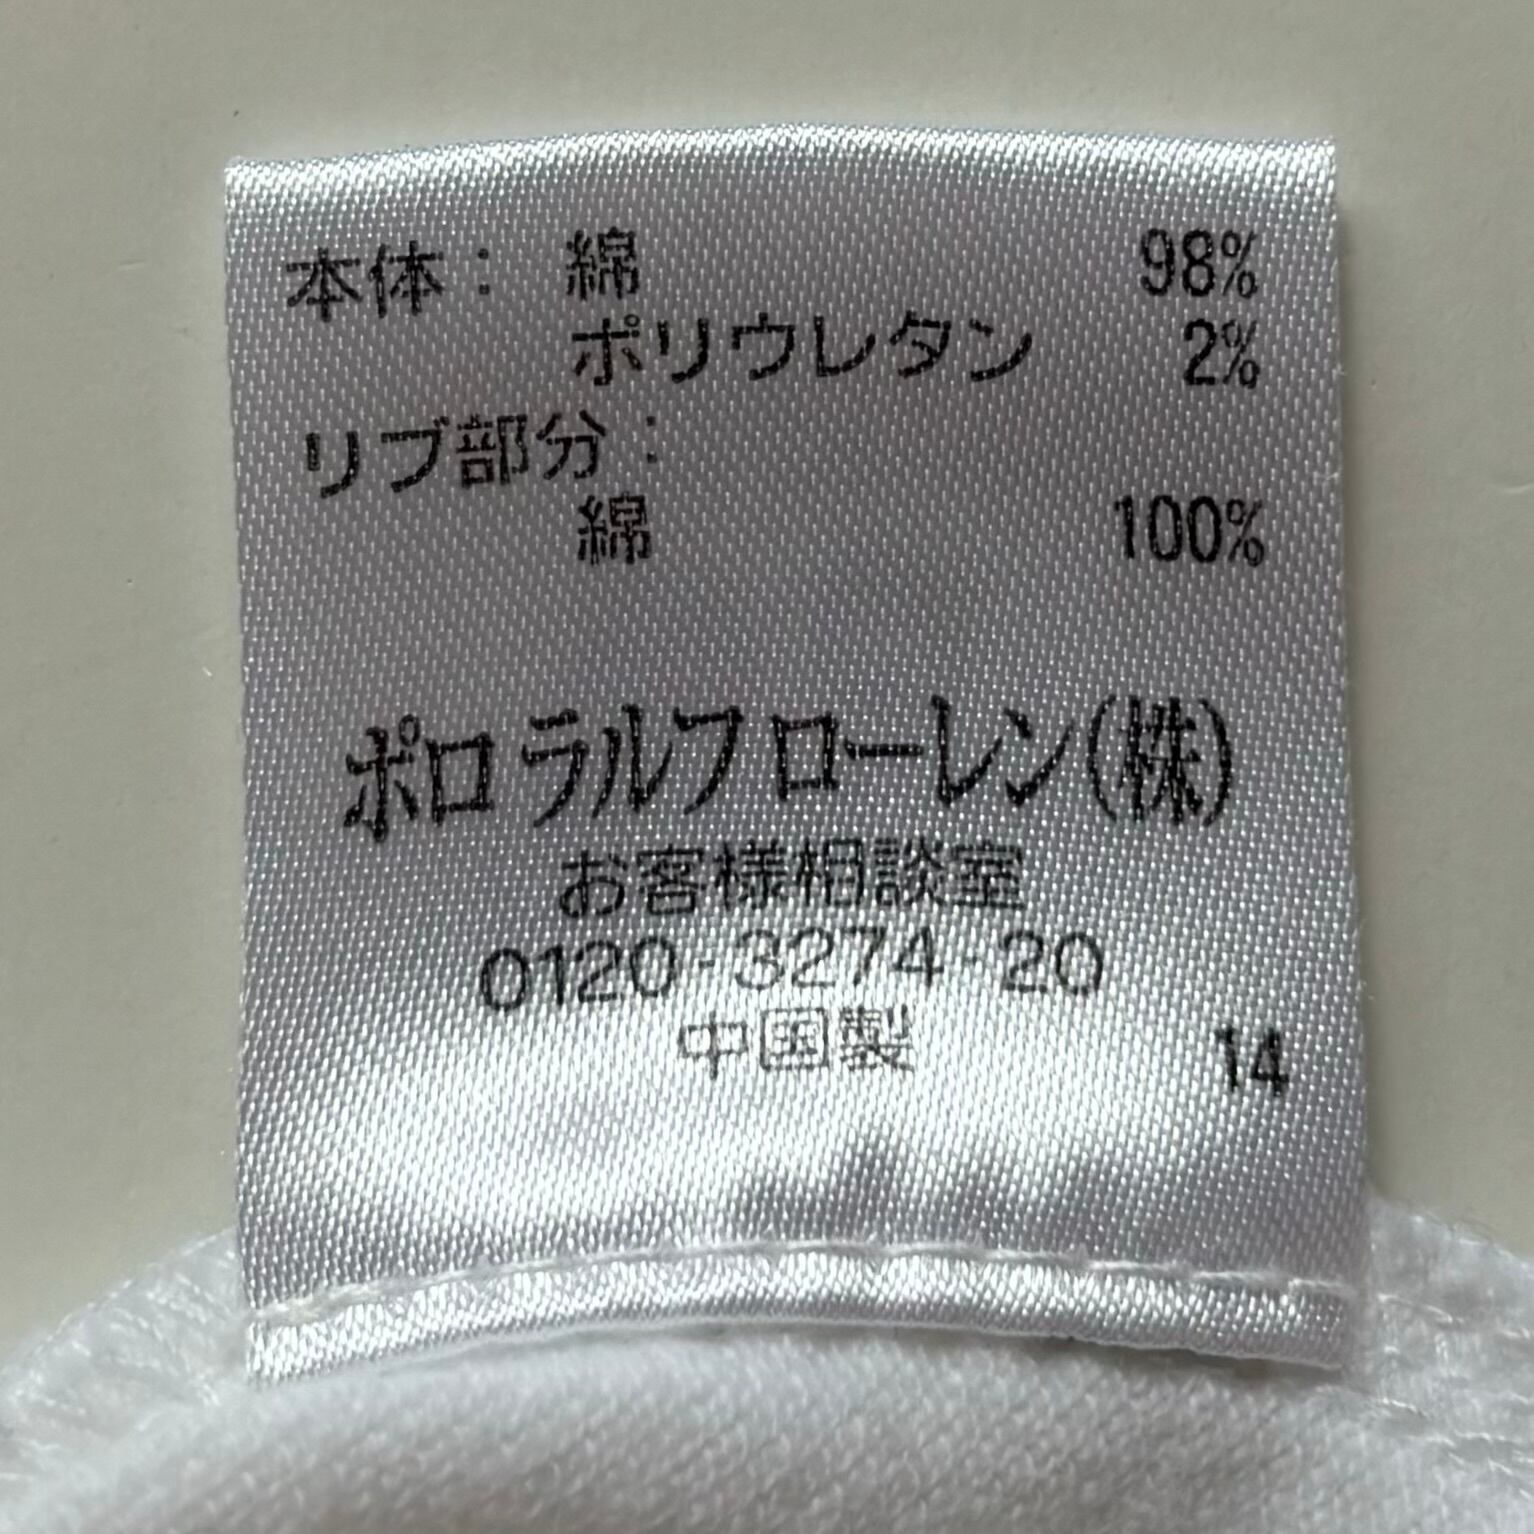 本体: 綿 98%
ポリウレタン 2%
リブ部分:
綿 100%
ポロ ラルフ ローレン(株)
お客様相談室
0120-3274-20
中国製 14